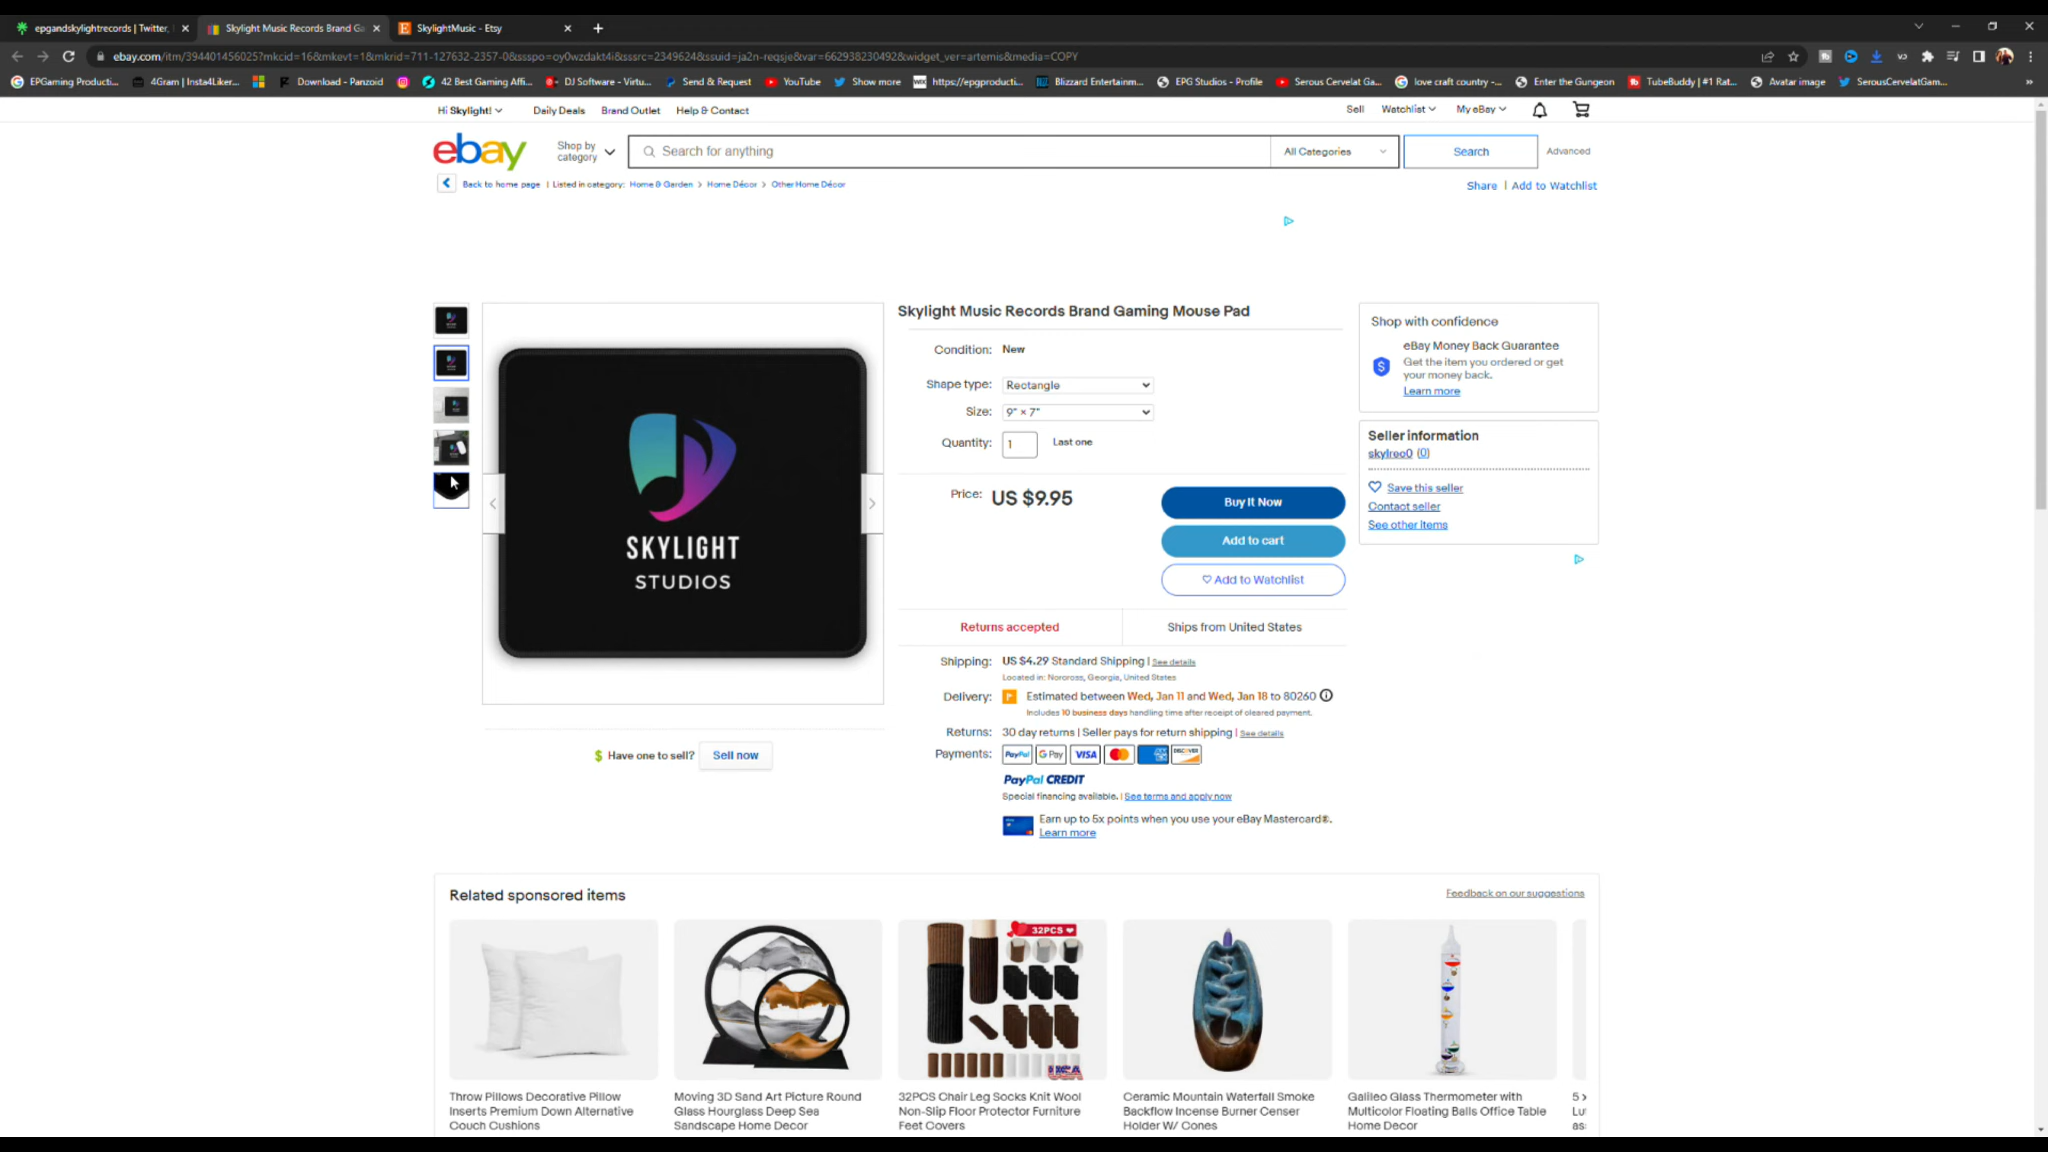 epgandskylightrecords | Twitter,
Skylight Music Records Brand Ga
SkylightMusic - Etsy
ebay.com/itm/394401456025?mkcid=16&mkevt=1&mkrid=711-127632-2357-0&ssspo=oy0wzdakt4i&sssrc=2349624&ssuid=ja2n-reqsje&var=662938230492&widget_ver=artemis&media=COPY
EPGaming Producti...
4Gram | Insta4Liker...
Download - Panzoid
42 Best Gaming Affi...
DJ Software - Virtu...
Send & Request
YouTube
Show more
https://epgproducti...
Blizzard Entertainm...
EPG Studios - Profile
Serous Cervelat Ga...
love craft country -...
Enter the Gungeon
TubeBuddy | #1 Rat...
Avatar image
SerousCervelatGam...
Hi Skylight!
Daily Deals
Brand Outlet
Help & Contact
Sell
Watchlist
My eBay
ebay
Shop by category
Search for anything
All Categories
Search
Advanced
Back to home page | Listed in category: Home & Garden > Home Décor > Other Home Décor
Share | Add to Watchlist
SKYLIGHT
STUDIOS
$ Have one to sell?
Sell now
Skylight Music Records Brand Gaming Mouse Pad
Condition: New
Shape type: Rectangle
Size: 9" × 7"
Quantity: 1 Last one
Price: US $9.95
Buy It Now
Add to cart
Add to Watchlist
Returns accepted
Ships from United States
Shipping: US $4.29 Standard Shipping | See details
Located in: Norcross, Georgia, United States
Delivery: Estimated between Wed, Jan 11 and Wed, Jan 18 to 80260
Includes 10 business days handling time after receipt of cleared payment.
Returns: 30 day returns | Seller pays for return shipping | See details
Payments: PayPal G Pay VISA DISCOVER
PayPal CREDIT
Special financing available. | See terms and apply now
Earn up to 5x points when you use your eBay Mastercard®.
Learn more
Shop with confidence
eBay Money Back Guarantee
Get the item you ordered or get
your money back.
Learn more
Seller information
skylreo0 (0)
Save this seller
Contact seller
See other items
Related sponsored items
Feedback on our suggestions
32PCS
USA
Throw Pillows Decorative Pillow
Inserts Premium Down Alternative
Couch Cushions
Moving 3D Sand Art Picture Round
Glass Hourglass Deep Sea
Sandscape Home Decor
32PCS Chair Leg Socks Knit Wool
Non-Slip Floor Protector Furniture
Feet Covers
Ceramic Mountain Waterfall Smoke
Backflow Incense Burner Censer
Holder W/ Cones
Galileo Glass Thermometer with
Multicolor Floating Balls Office Table
Home Decor
5
Lu
as